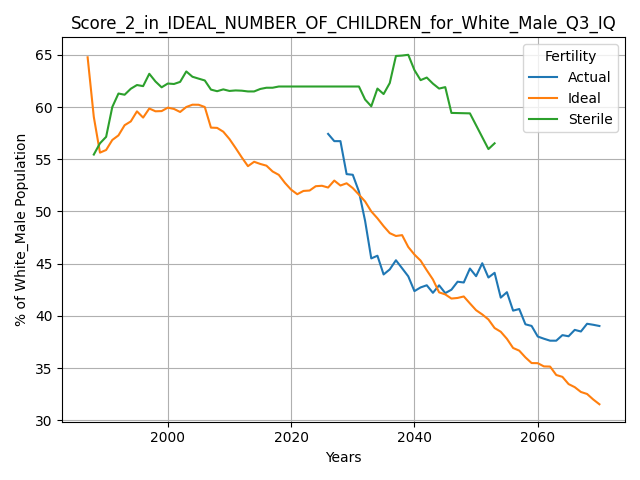 Score_2_in_IDEAL_NUMBER_OF_CHILDREN_for_White_Male_Q3_IQ
% of White_Male Population
65
60
55
50
45
40
35
30
Fertility
Actual
Ideal
Sterile
2000
2020
2040
2060
Years